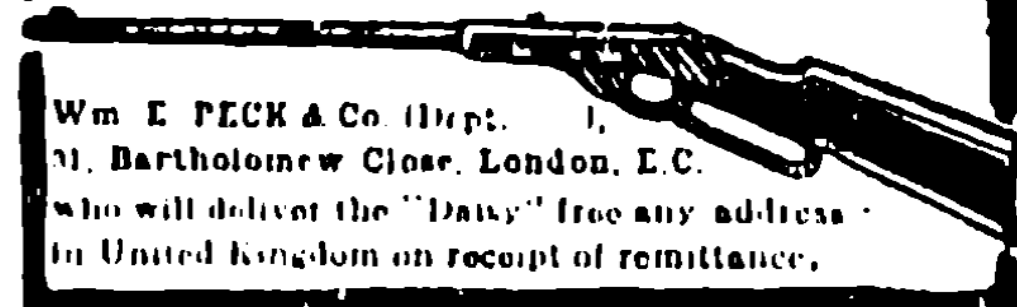 Wm E. PECK & Co. (Dept. ),
Bartholomew Close, London, E.C.
who will deliver the "Daisy" free any address
in United Kingdom on receipt of remittance.